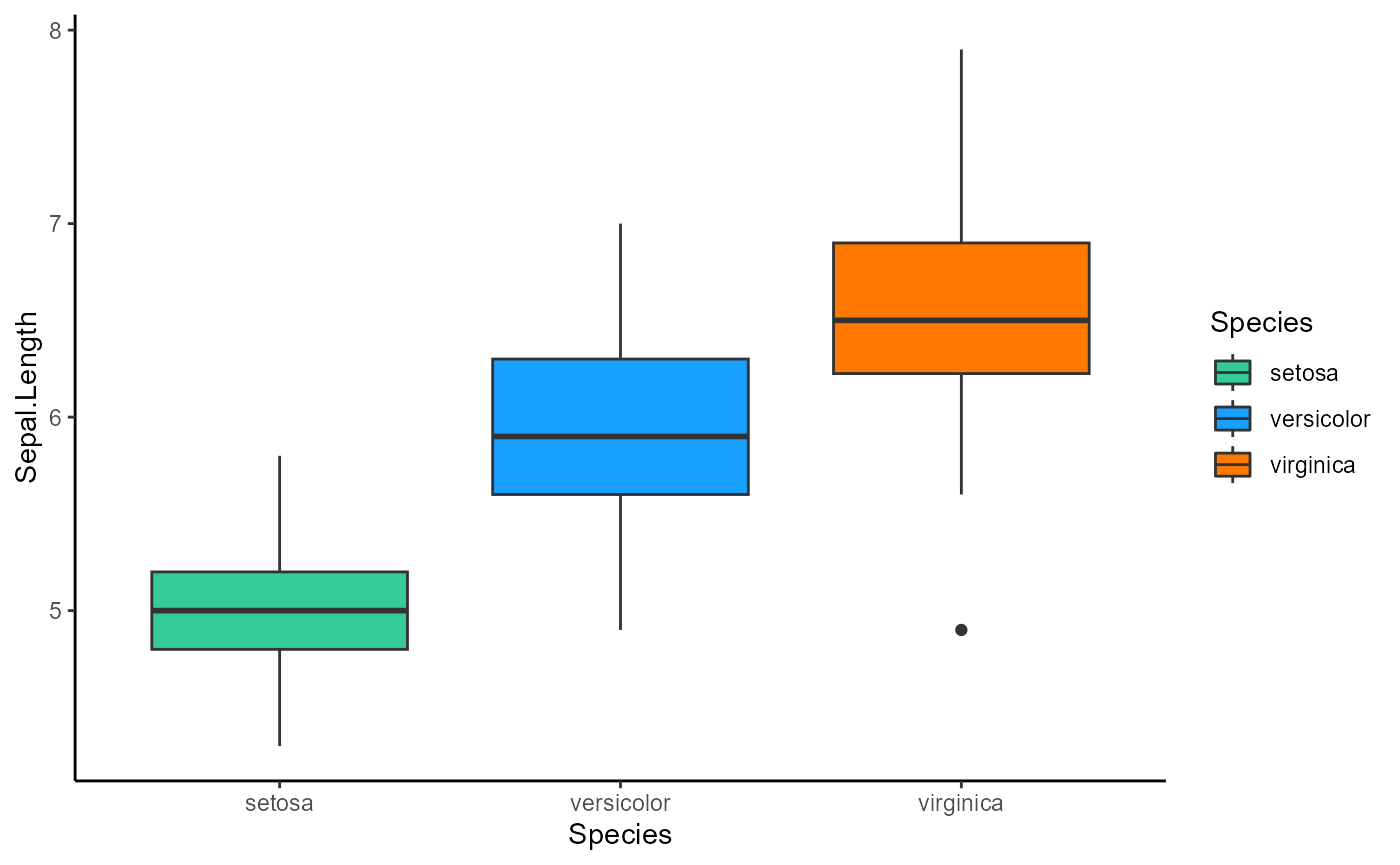 Sepal.Length
8
7
6
5
setosa versicolor virginica
Species
Species
setosa
versicolor
virginica